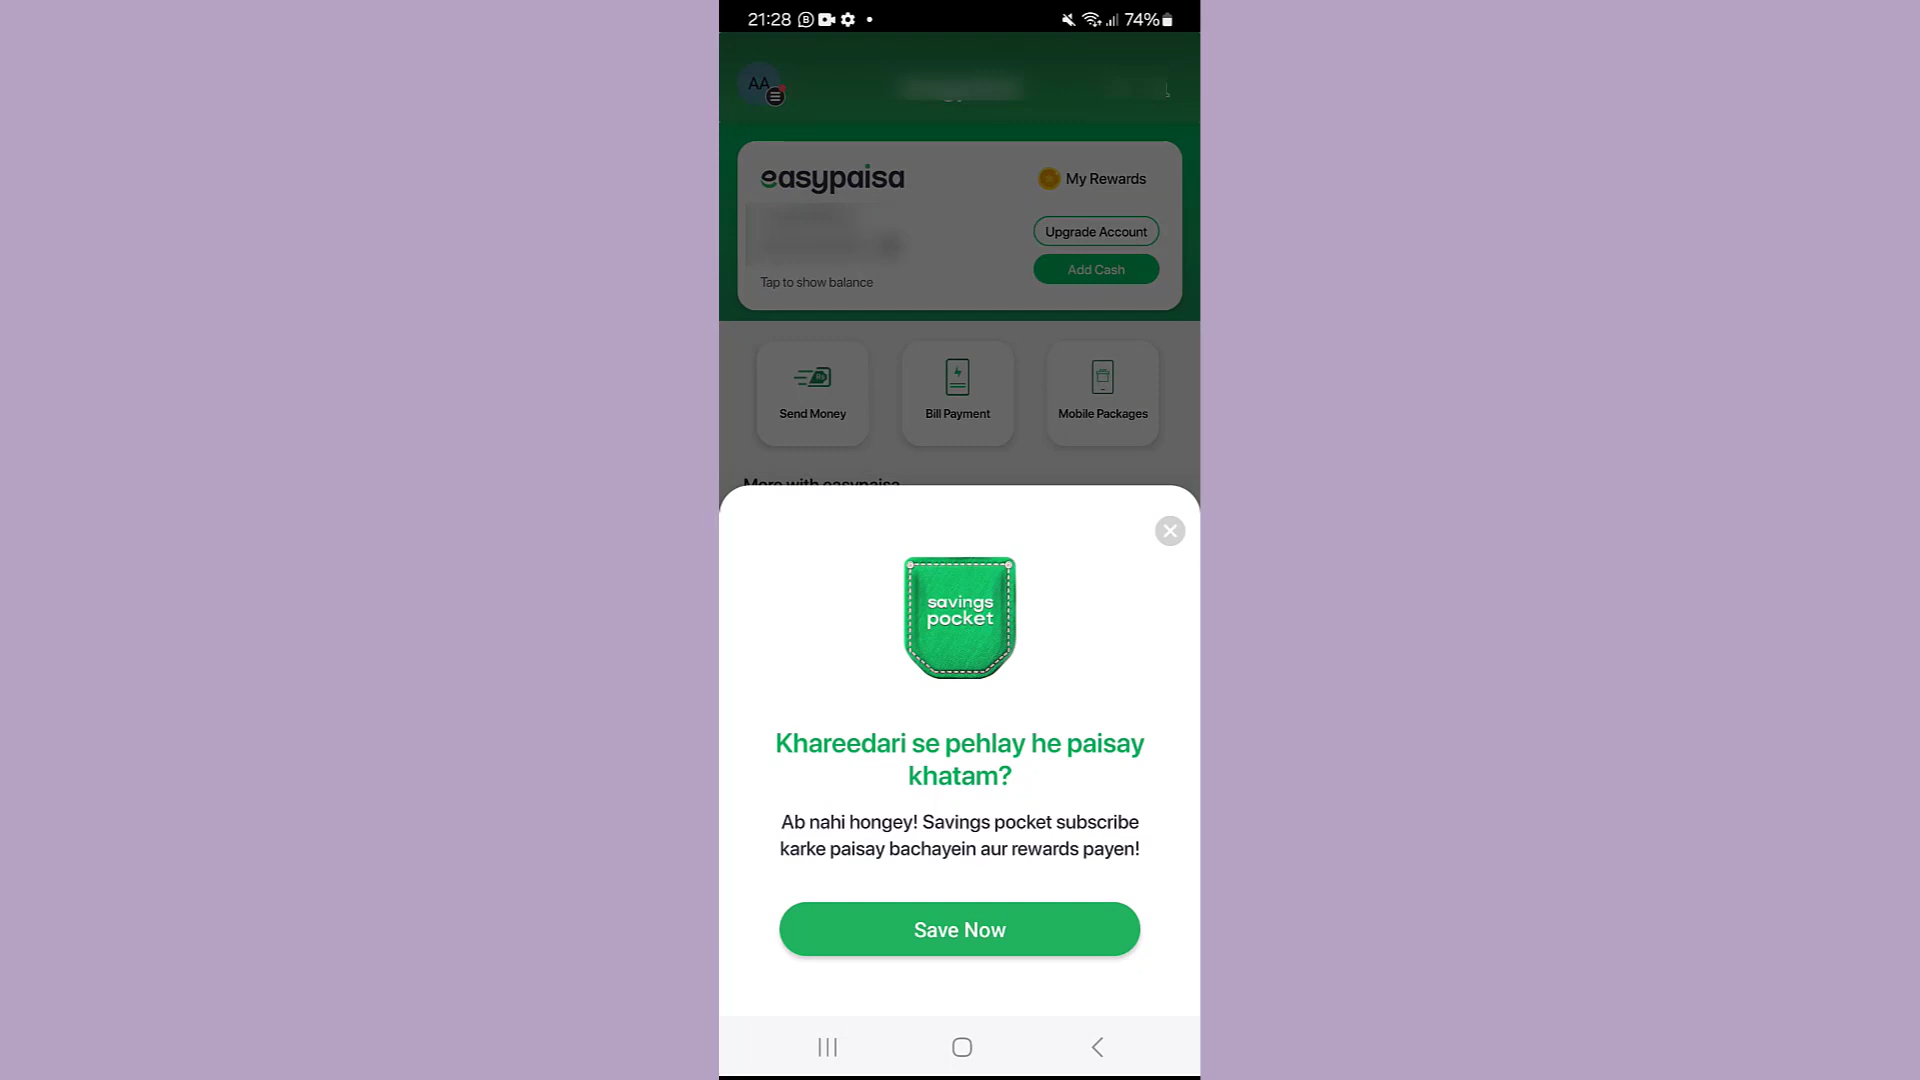 21:28
74%
AA
easypaisa
My Rewards
Upgrade Account
Add Cash
Tap to show balance
Send Money
Bill Payment
Mobile Packages
More with easypaisa
savings
pocket
Khareedari se pehlay he paisay
khatam?
Ab nahi hongey! Savings pocket subscribe
karke paisay bachayein aur rewards payen!
Save Now